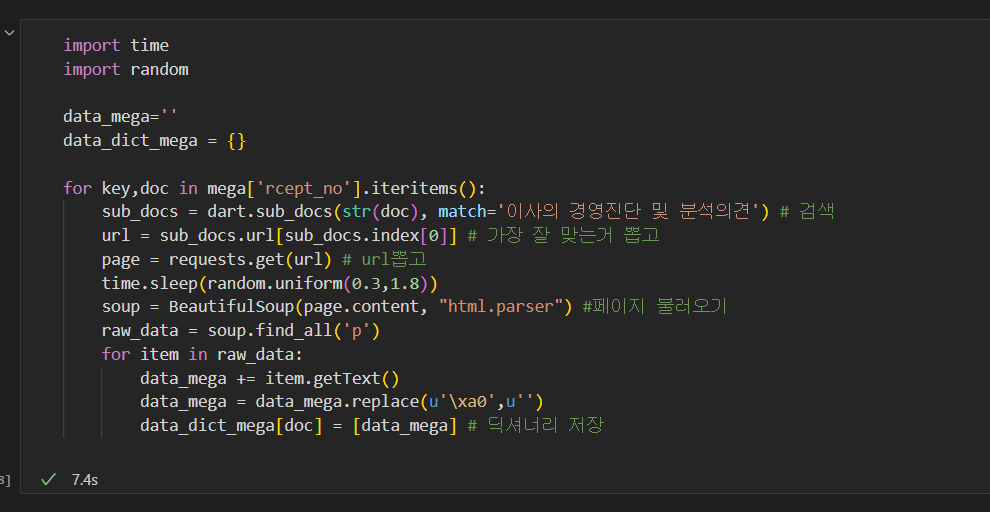 import time
import random
data_mega=''
data_dict_mega = {}
for key,doc in mega['rcept_no'].iteritems():
sub_docs = dart.sub_docs(str(doc), match='이사의 경영진단 및 분석의견') # 검색
url = sub_docs.url[sub_docs.index[0]] # 가장 잘 맞는거 뽑고
page = requests.get(url) # url뽑고
time.sleep(random.uniform(0.3,1.8))
soup = BeautifulSoup(page.content, "html.parser") #페이지 불러오기
raw_data = soup.find_all('p')
for item in raw_data:
data_mega += item.getText()
data_mega = data_mega.replace(u'\xa0',u'')
data_dict_mega[doc] = [data_mega] # 딕셔너리 저장
3] 7.4s